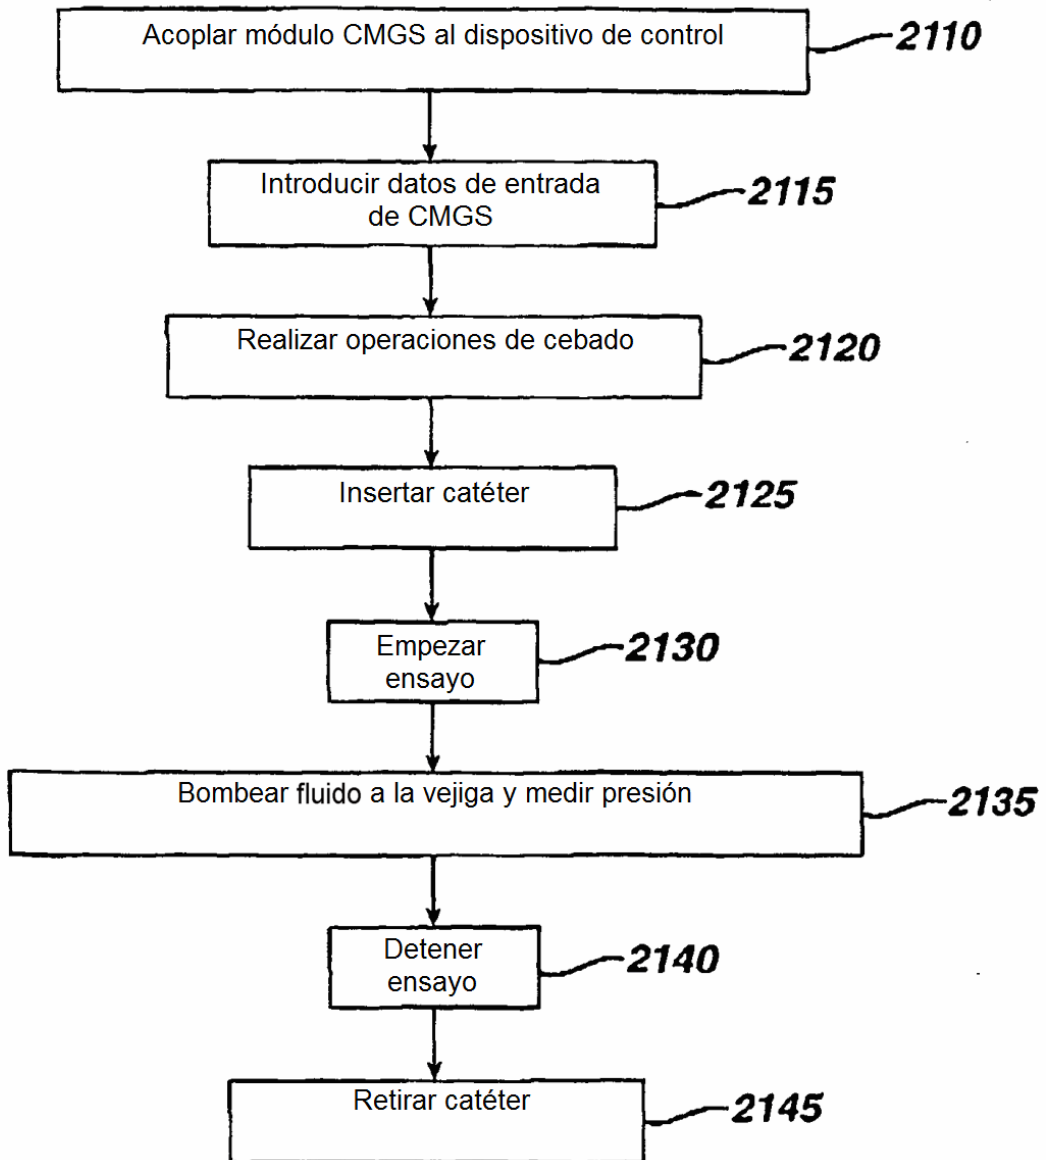 Acoplar módulo CMGS al dispositivo de control
2110
Introducir datos de entrada
de CMGS
2115
Realizar operaciones de cebado
2120
Insertar catéter
2125
Empezar
ensayo
2130
Bombear fluido a la vejiga y medir presión
2135
Detener
ensayo
2140
Retirar catéter
2145